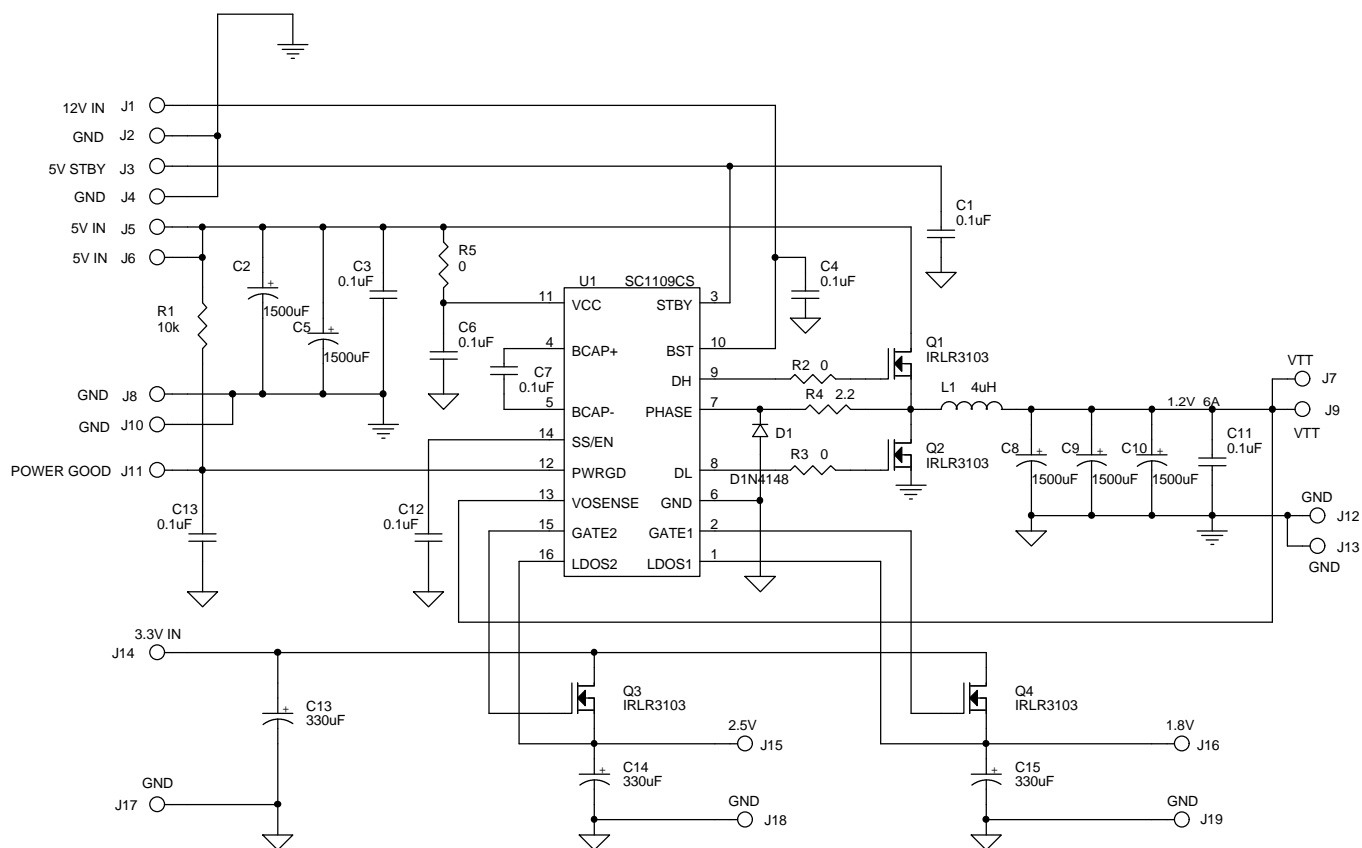 12V IN J1
GND J2
5V STBY J3
GND J4
5V IN J5
5V IN J6
C1
0.1uF
R5
0
C2
1500uF
C3
0.1uF
C4
0.1uF
R1
10k
C5
1500uF
U1 SC1109CS
11 VCC
STBY 3
C6
0.1uF
4 BCAP+
BST 10
Q1
IRLR3103
C7
0.1uF
DH 9
R2 0
VTT
J7
GND J8
5 BCAP-
PHASE 7
R4 2.2
L1 4uH
1.2V 6A
J9
VTT
GND J10
14 SS/EN
D1
Q2
IRLR3103
C8
1500uF
C9
1500uF
C10
1500uF
C11
0.1uF
POWER GOOD J11
12 PWRGD
DL 8
R3 0
D1N4148
13 VOSENSE
GND 6
GND
J12
C13
0.1uF
C12
0.1uF
15 GATE2
GATE1 2
J13
GND
16 LDOS2
LDOS1 1
3.3V IN
J14
C13
330uF
Q3
IRLR3103
Q4
IRLR3103
2.5V
J15
1.8V
J16
C14
330uF
C15
330uF
GND
J17
GND
J18
GND
J19